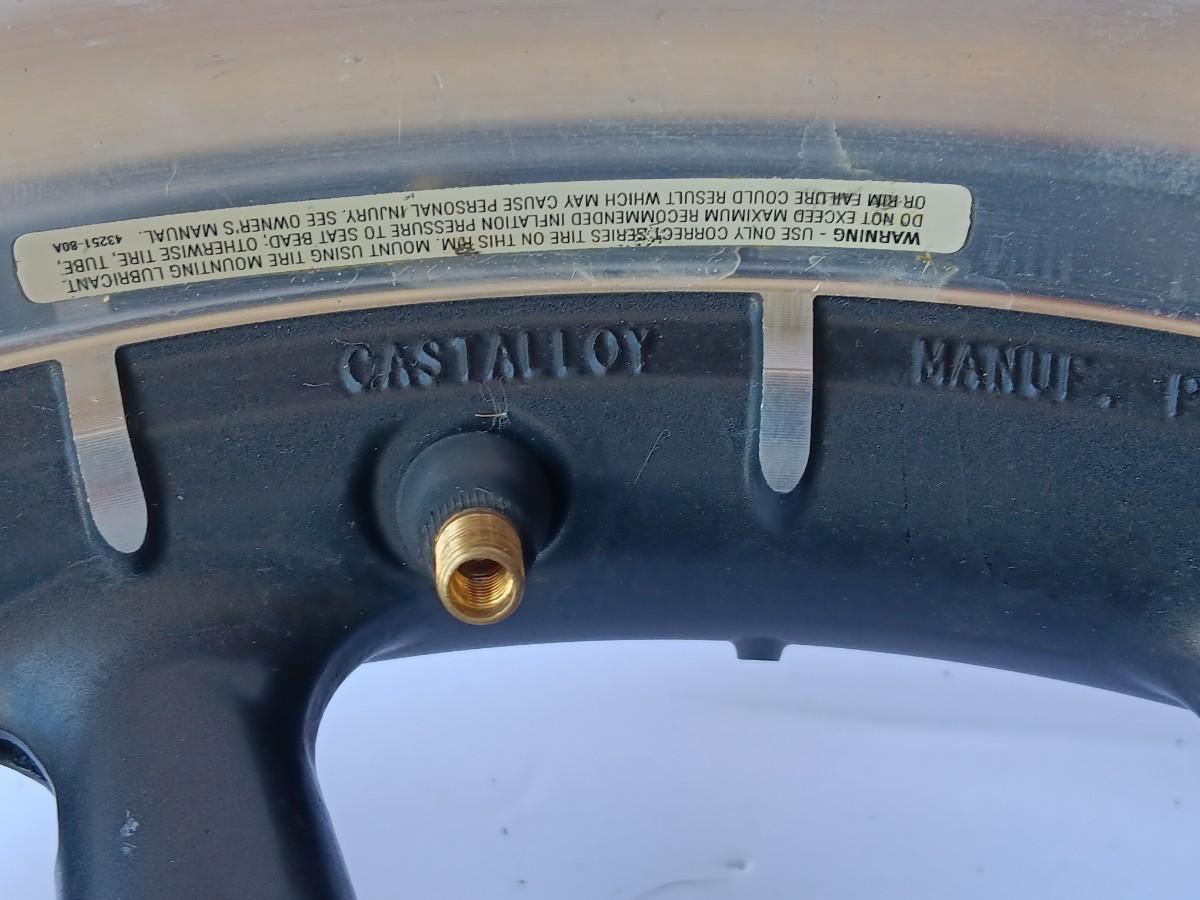 WARNING - USE ONLY CORRECT SERIES TIRE ON THIS RIM. MOUNT USING TIRE MOUNTING LUBRICANT.
DO NOT EXCEED MAXIMUM RECOMMENDED INFLATION PRESSURE TO SEAT BEAD; OTHERWISE TIRE, TUBE,
OR RIM FAILURE COULD RESULT WHICH MAY CAUSE PERSONAL INJURY. SEE OWNER'S MANUAL. 43251-80A
CASTALLOY MANUF.